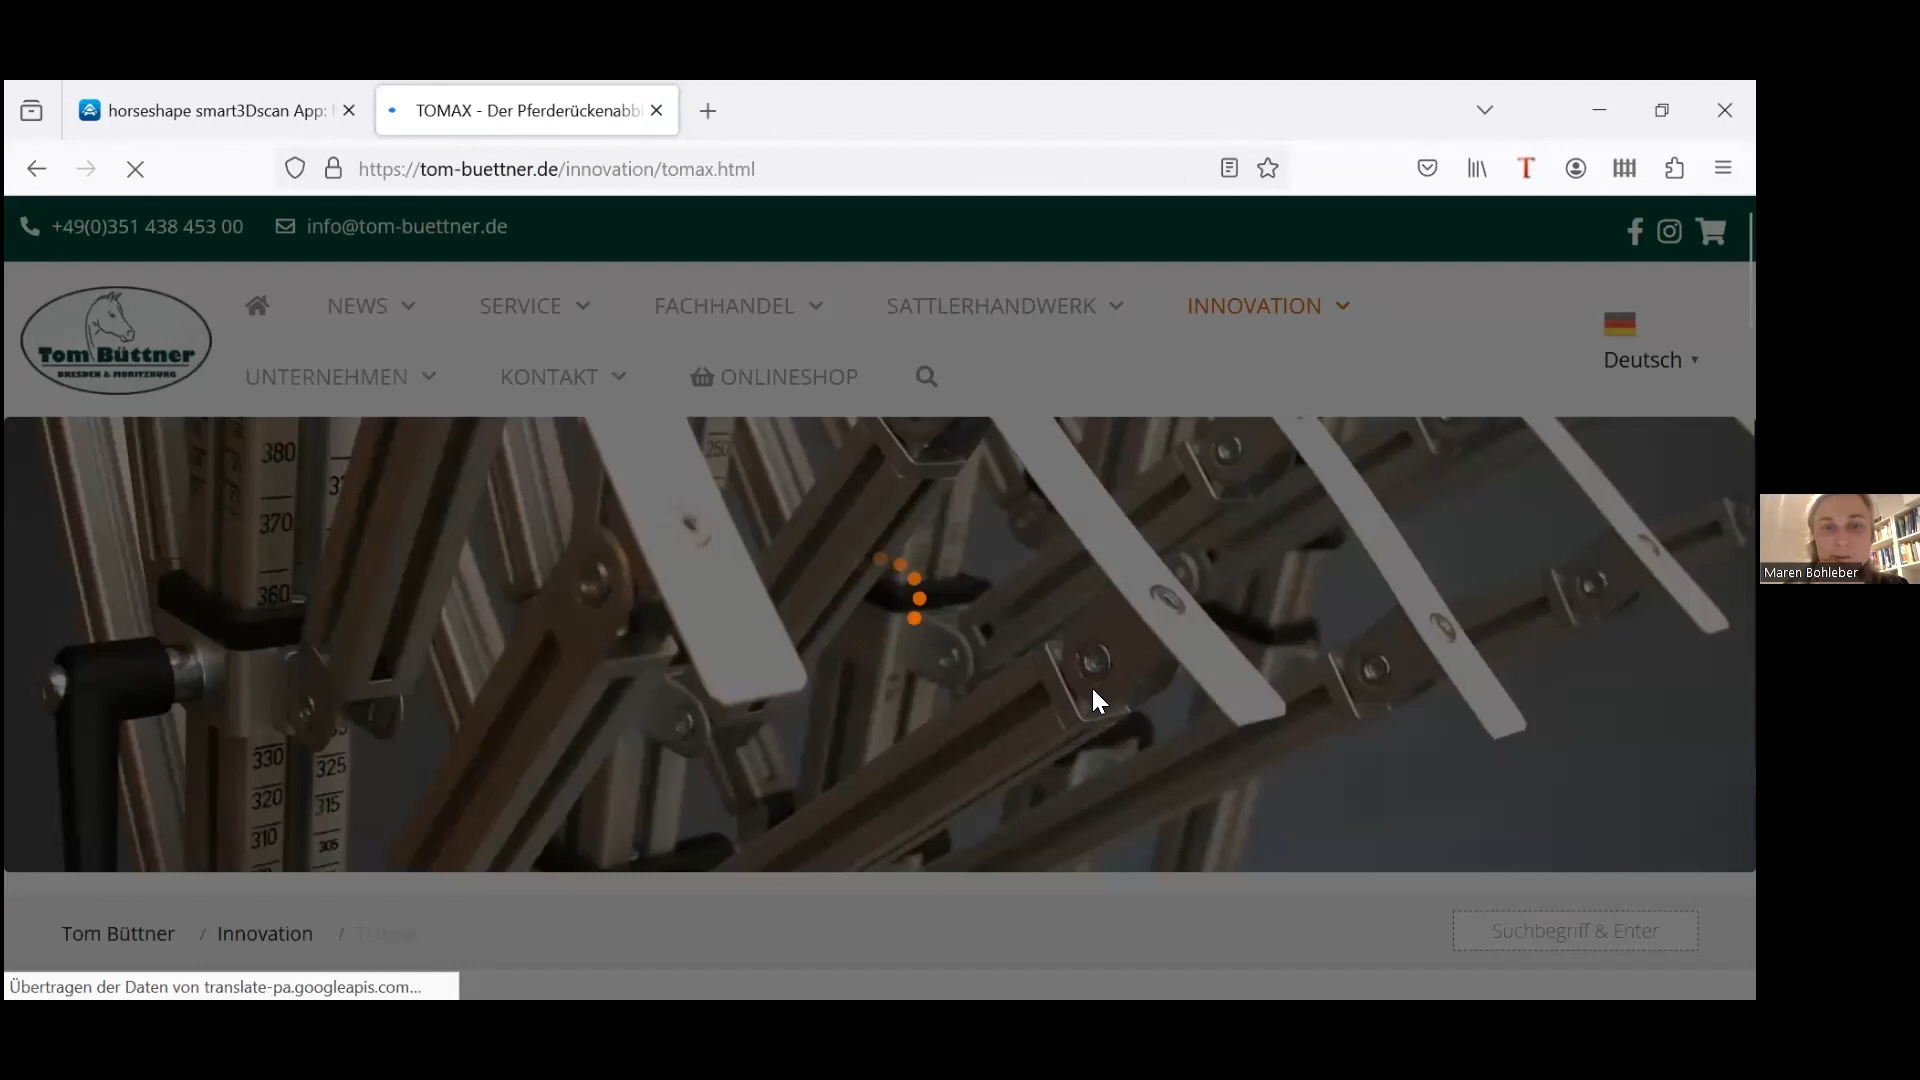 horseshape smart3Dscan App:
TOMAX - Der Pferderückenabb
https://tom-buettner.de/innovation/tomax.html
+49(0)351 438 453 00
info@tom-buettner.de
Tom Büttner
DRESDEN & MORITZBURG
NEWS
SERVICE
FACHHANDEL
SATTLERHANDWERK
INNOVATION
UNTERNEHMEN
KONTAKT
ONLINESHOP
Deutsch
380
370
360
330
320
310
250
325
315
305
Maren Bohleber
Tom Büttner / Innovation /
Suchbegriff & Enter
Übertragen der Daten von translate-pa.googleapis.com...